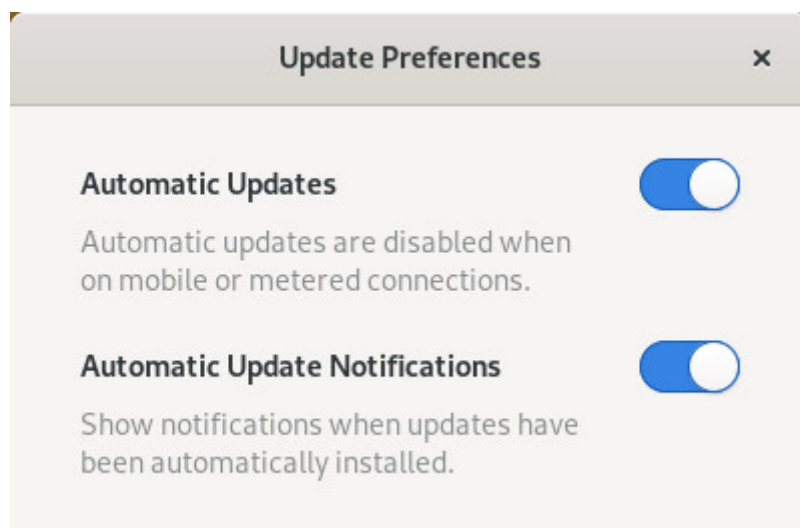 Update Preferences
Automatic Updates
Automatic updates are disabled when
on mobile or metered connections.
Automatic Update Notifications
Show notifications when updates have
been automatically installed.